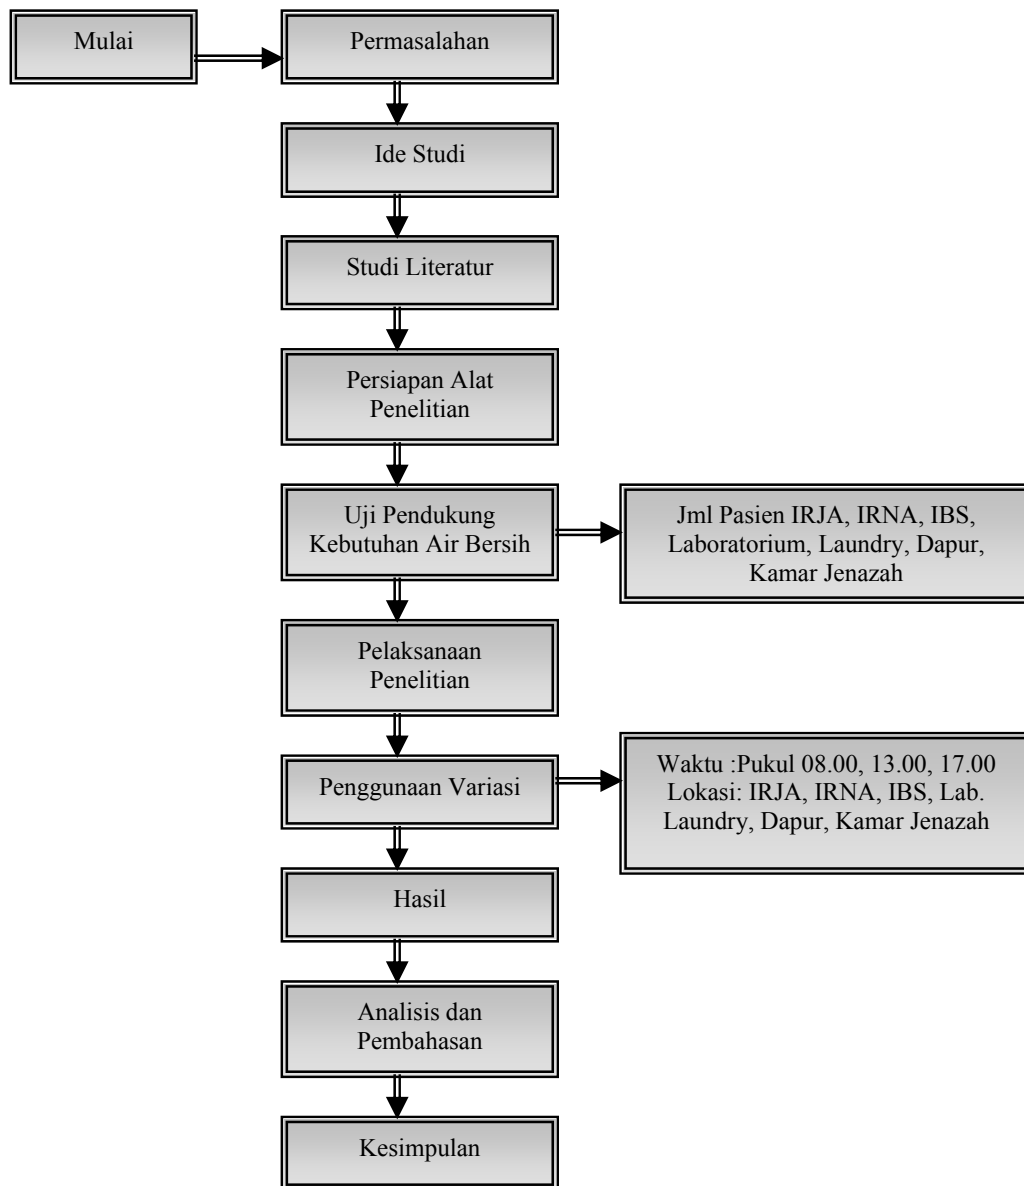 Mulai
Permasalahan
Ide Studi
Studi Literatur
Persiapan Alat
Penelitian
Uji Pendukung
Kebutuhan Air Bersih
Jml Pasien IRJA, IRNA, IBS,
Laboratorium, Laundry, Dapur,
Kamar Jenazah
Pelaksanaan
Penelitian
Penggunaan Variasi
Waktu :Pukul 08.00, 13.00, 17.00
Lokasi: IRJA, IRNA, IBS, Lab.
Laundry, Dapur, Kamar Jenazah
Hasil
Analisis dan
Pembahasan
Kesimpulan